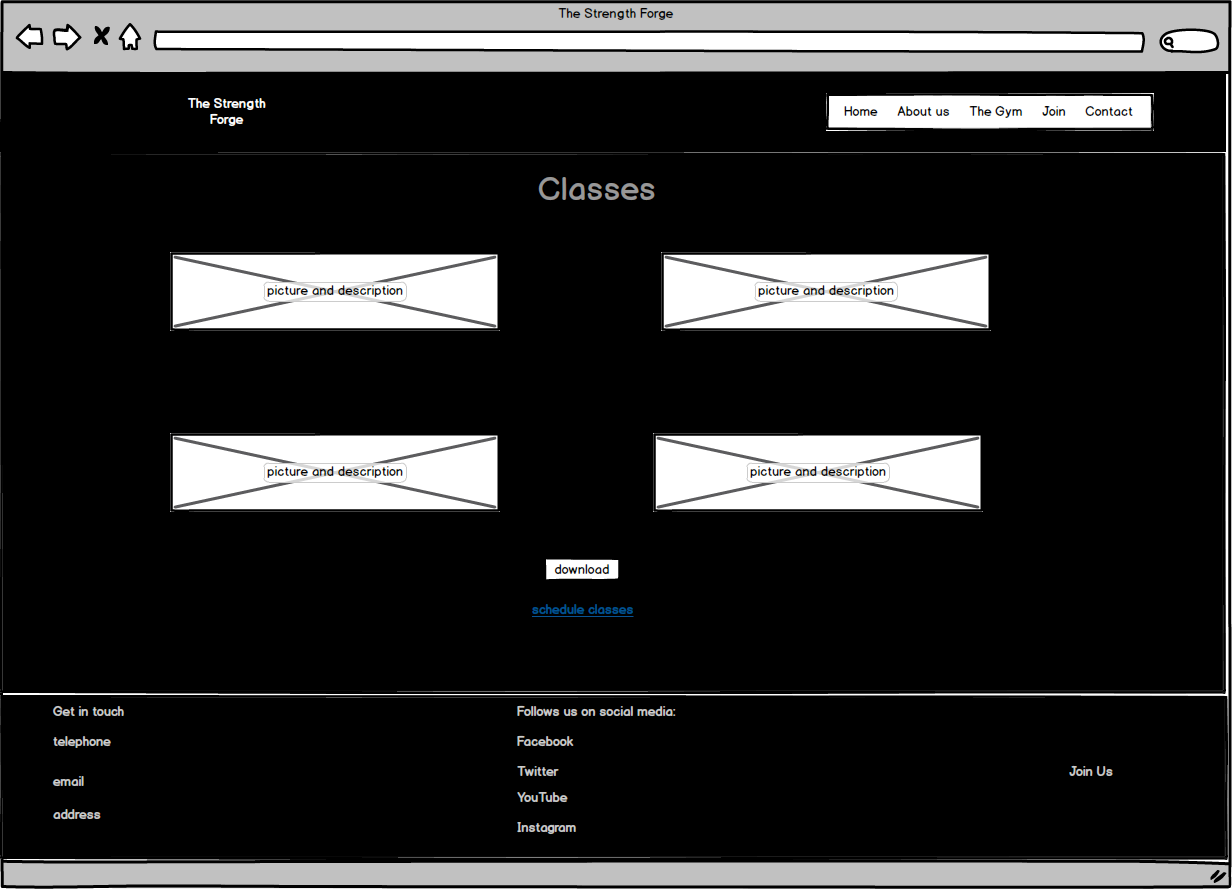 The Strength Forge
The Strength
Forge
Home About us The Gym Join Contact
Classes
picture and description
picture and description
picture and description
picture and description
download
schedule classes
Get in touch
telephone
email
address
Follows us on social media:
Facebook
Twitter
YouTube
Instagram
Join Us